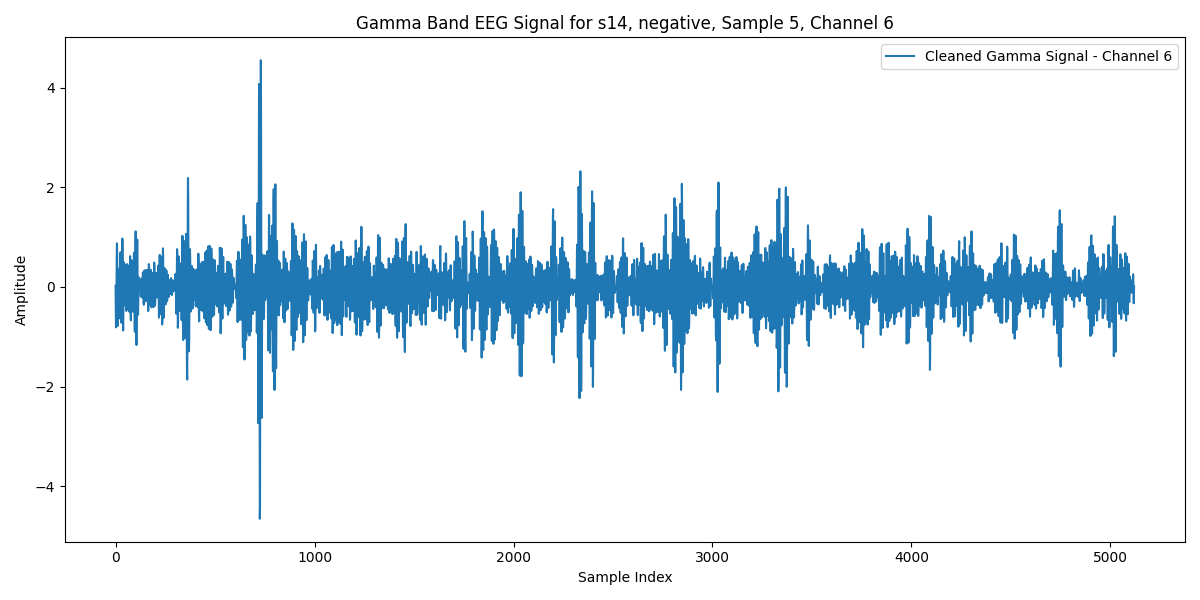 Gamma Band EEG Signal for s14, negative, Sample 5, Channel 6
Cleaned Gamma Signal - Channel 6
Amplitude
4
2
0
−2
−4
0 1000 2000 3000 4000 5000
Sample Index